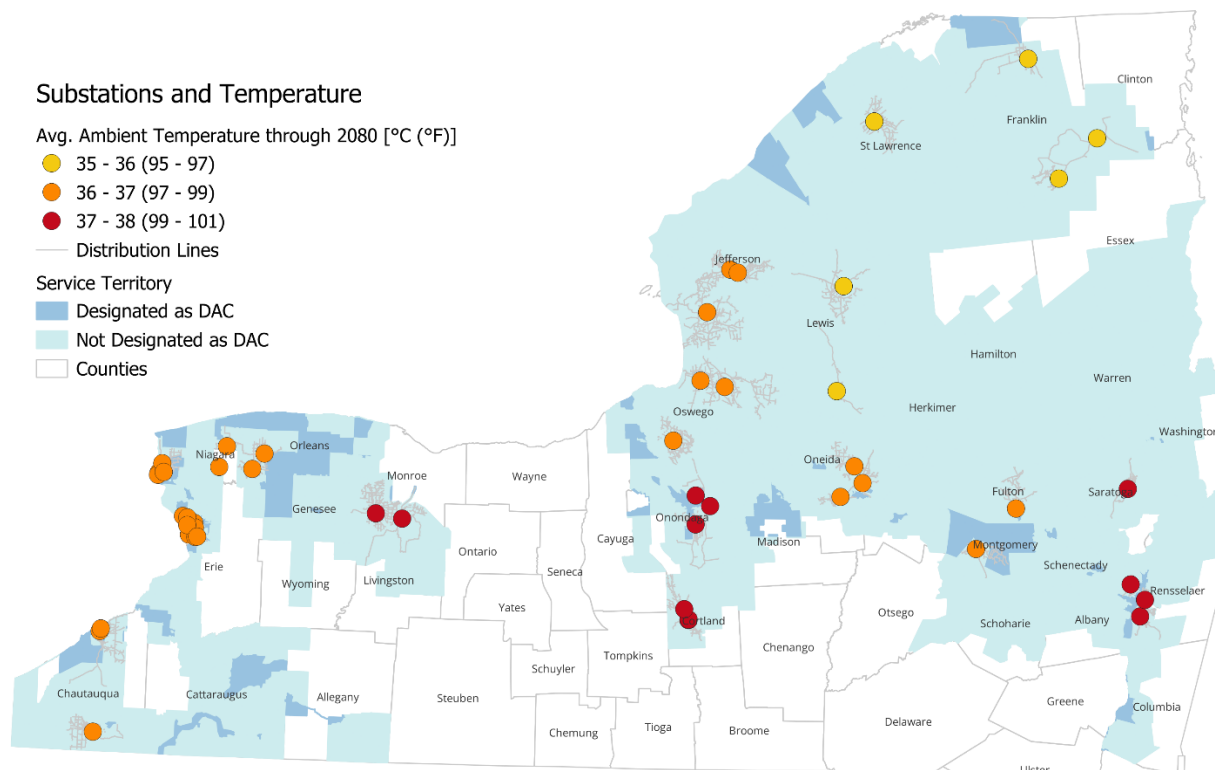 Substations and Temperature
Avg. Ambient Temperature through 2080 [°C (°F)]
35 - 36 (95 - 97)
36 - 37 (97 - 99)
37 - 38 (99 - 101)
Distribution Lines
Service Territory
Designated as DAC
Not Designated as DAC
Counties
Clinton
Franklin
St Lawrence
Essex
Jefferson
Lewis
Hamilton
Warren
Herkimer
Oswego
Washington
Orleans
Niagara
Oneida
Monroe
Wayne
Fulton
Saratoga
Genesee
Onondaga
Madison
Cayuga
Montgomery
Ontario
Erie
Seneca
Schenectady
Wyoming
Livingston
Rensselaer
Yates
Otsego
Cortland
Schoharie
Albany
Chenango
Tompkins
Schuyler
Chautauqua
Cattaraugus
Allegany
Steuben
Greene
Columbia
Delaware
Tioga
Broome
Chemung
Ulster